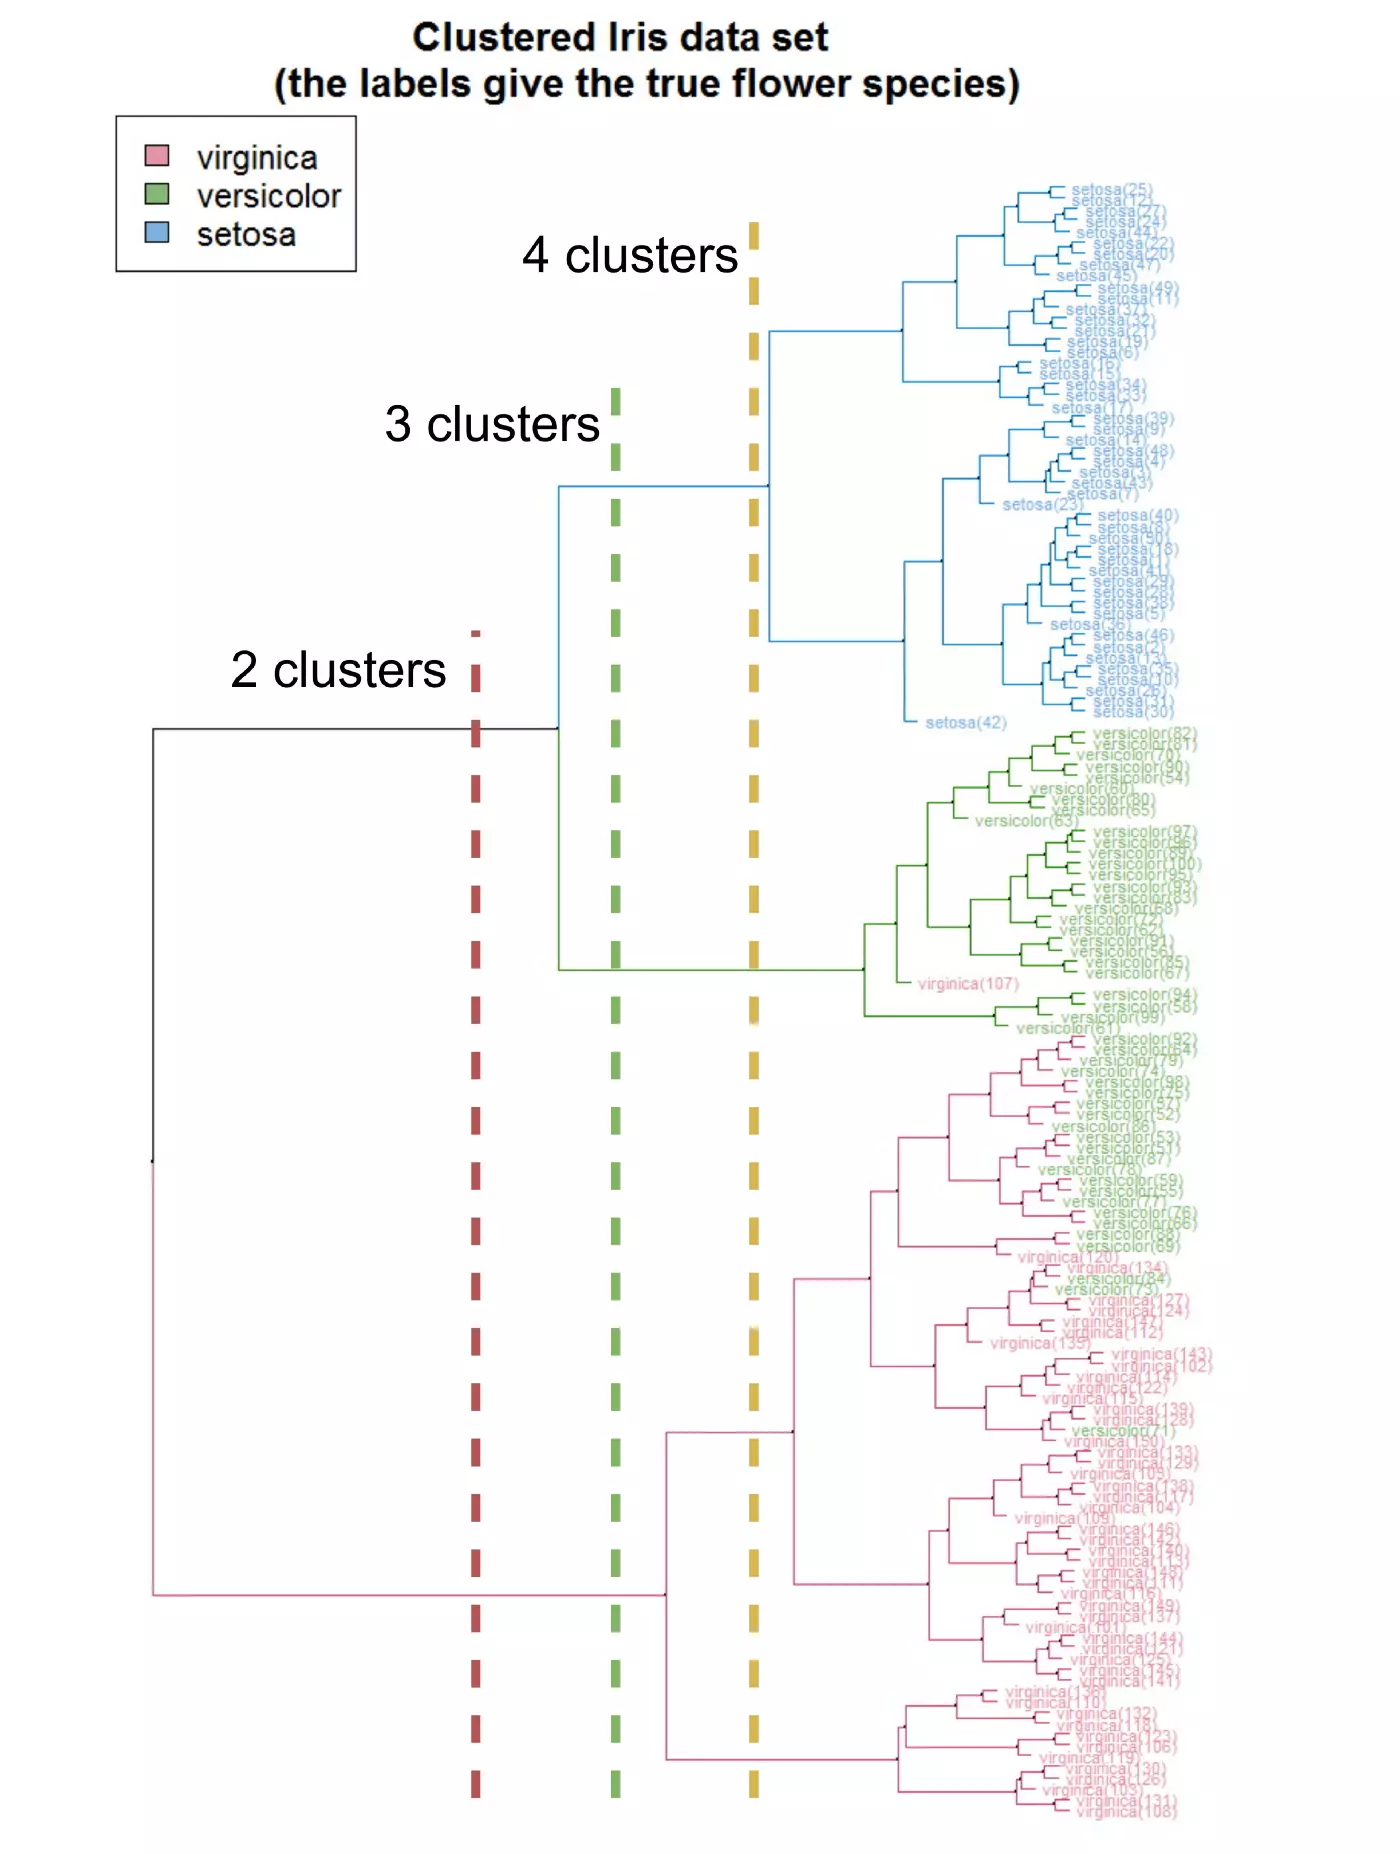 Clustered Iris data set
(the labels give the true flower species)
virginica
versicolor
setosa
4 clusters
3 clusters
2 clusters
setosa(25)
setosa(12)
setosa(27)
setosa(24)
setosa(44)
setosa(22)
setosa(20)
setosa(47)
setosa(45)
setosa(49)
setosa(11)
setosa(37)
setosa(32)
setosa(21)
setosa(19)
setosa(6)
setosa(16)
setosa(15)
setosa(34)
setosa(33)
setosa(17)
setosa(39)
setosa(9)
setosa(14)
setosa(48)
setosa(4)
setosa(3)
setosa(43)
setosa(7)
setosa(23)
setosa(40)
setosa(8)
setosa(50)
setosa(18)
setosa(1)
setosa(41)
setosa(29)
setosa(28)
setosa(38)
setosa(5)
setosa(36)
setosa(46)
setosa(2)
setosa(13)
setosa(35)
setosa(10)
setosa(26)
setosa(31)
setosa(30)
setosa(42)
versicolor(82)
versicolor(81)
versicolor(70)
versicolor(90)
versicolor(54)
versicolor(60)
versicolor(80)
versicolor(65)
versicolor(63)
versicolor(97)
versicolor(96)
versicolor(89)
versicolor(100)
versicolor(95)
versicolor(93)
versicolor(83)
versicolor(68)
versicolor(72)
versicolor(62)
versicolor(91)
versicolor(56)
versicolor(85)
versicolor(67)
virginica(107)
versicolor(94)
versicolor(58)
versicolor(99)
versicolor(61)
versicolor(92)
versicolor(64)
versicolor(79)
versicolor(74)
versicolor(98)
versicolor(75)
versicolor(57)
versicolor(52)
versicolor(86)
versicolor(53)
versicolor(51)
versicolor(87)
versicolor(78)
versicolor(59)
versicolor(55)
versicolor(77)
versicolor(76)
versicolor(66)
versicolor(88)
versicolor(69)
virginica(120)
virginica(134)
versicolor(84)
versicolor(73)
virginica(127)
virginica(124)
virginica(147)
virginica(112)
virginica(135)
virginica(143)
virginica(102)
virginica(114)
virginica(122)
virginica(115)
virginica(139)
virginica(128)
versicolor(71)
virginica(150)
virginica(133)
virginica(129)
virginica(105)
virginica(138)
virginica(117)
virginica(104)
virginica(109)
virginica(146)
virginica(142)
virginica(140)
virginica(113)
virginica(148)
virginica(111)
virginica(116)
virginica(149)
virginica(137)
virginica(101)
virginica(144)
virginica(121)
virginica(125)
virginica(145)
virginica(141)
virginica(136)
virginica(110)
virginica(132)
virginica(118)
virginica(123)
virginica(106)
virginica(119)
virginica(130)
virginica(126)
virginica(103)
virginica(131)
virginica(108)